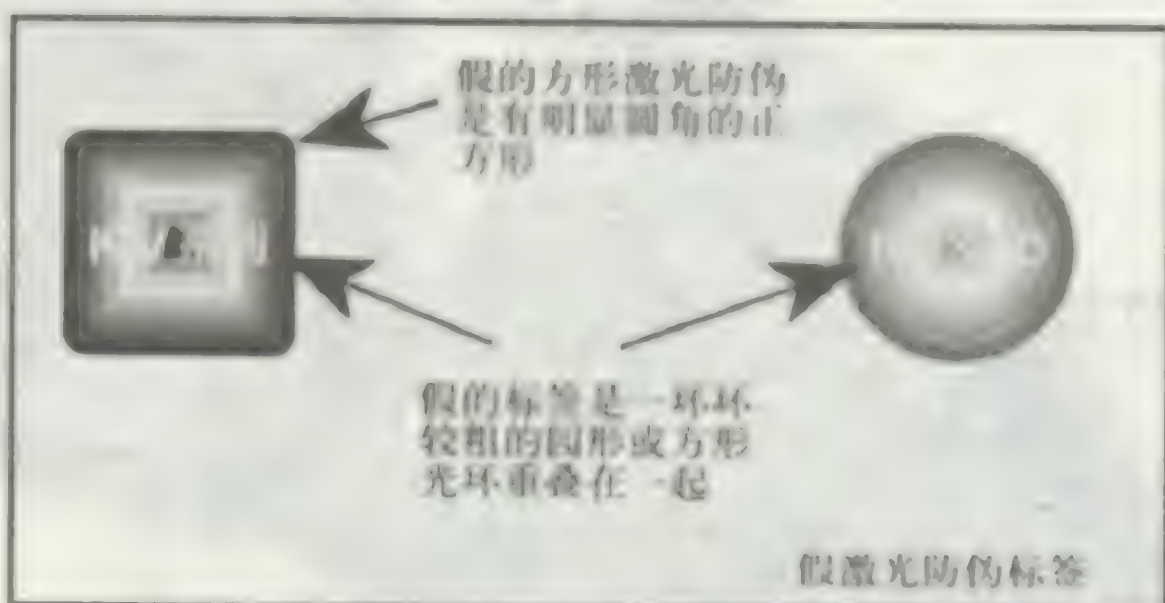 假的方形激光防伪
是有明显圆角的正
方形
假的标签是一环环
较粗的圆形或方形
光环重叠在一起
假激光防伪标签